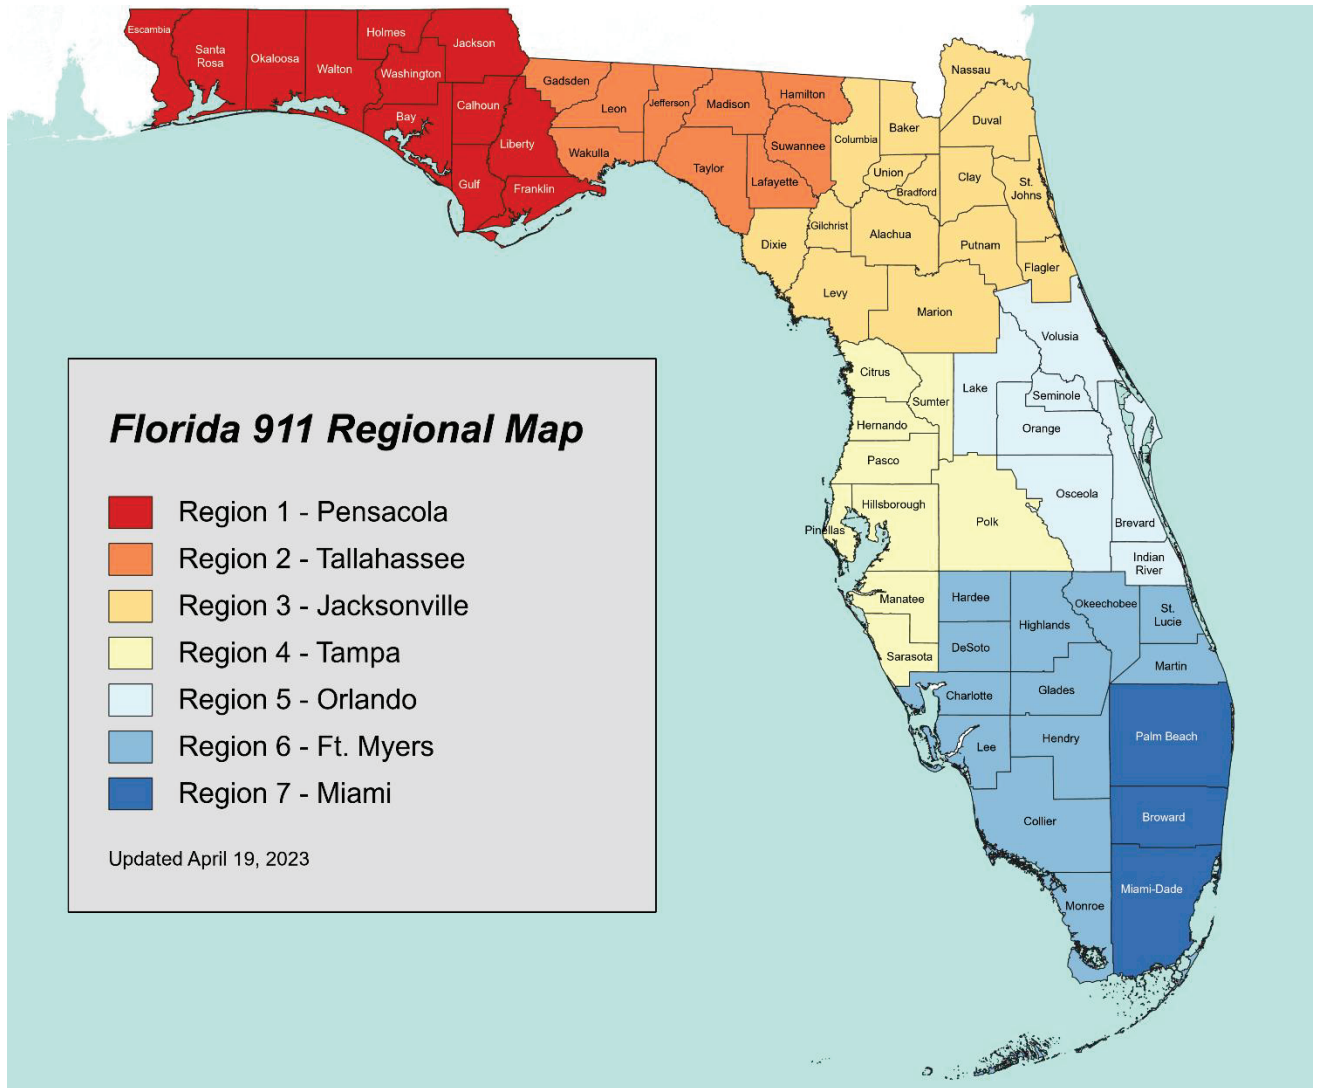 Escambia
Santa
Rosa
Okaloosa
Walton
Holmes
Washington
Jackson
Bay
Calhoun
Gulf
Liberty
Franklin
Gadsden
Leon
Wakulla
Jefferson
Madison
Taylor
Hamilton
Suwannee
Lafayette
Nassau
Duval
Baker
Columbia
Union
Bradford
Clay
St.
Johns
Gilchrist
Alachua
Putnam
Flagler
Dixie
Levy
Marion
Volusia
Citrus
Sumter
Lake
Seminole
Hernando
Orange
Pasco
Hillsborough
Pinellas
Polk
Osceola
Brevard
Indian
River
Manatee
Hardee
Highlands
Okeechobee
St.
Lucie
Sarasota
DeSoto
Martin
Charlotte
Glades
Lee
Hendry
Palm Beach
Collier
Broward
Miami-Dade
Monroe
Florida 911 Regional Map
Region 1 - Pensacola
Region 2 - Tallahassee
Region 3 - Jacksonville
Region 4 - Tampa
Region 5 - Orlando
Region 6 - Ft. Myers
Region 7 - Miami
Updated April 19, 2023